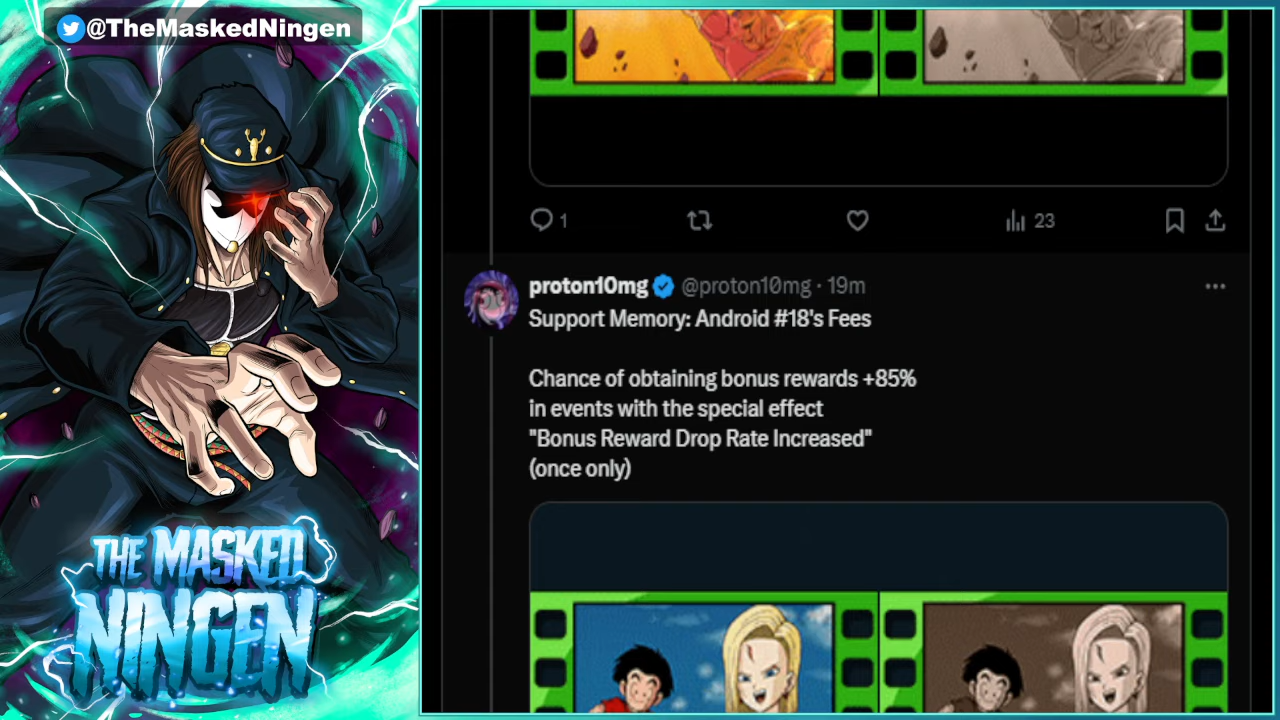 @TheMaskedNingen
THE MASKED
NINGEN
1
23
proton10mg @proton10mg · 19m
Support Memory: Android #18's Fees
Chance of obtaining bonus rewards +85%
in events with the special effect
"Bonus Reward Drop Rate Increased"
(once only)